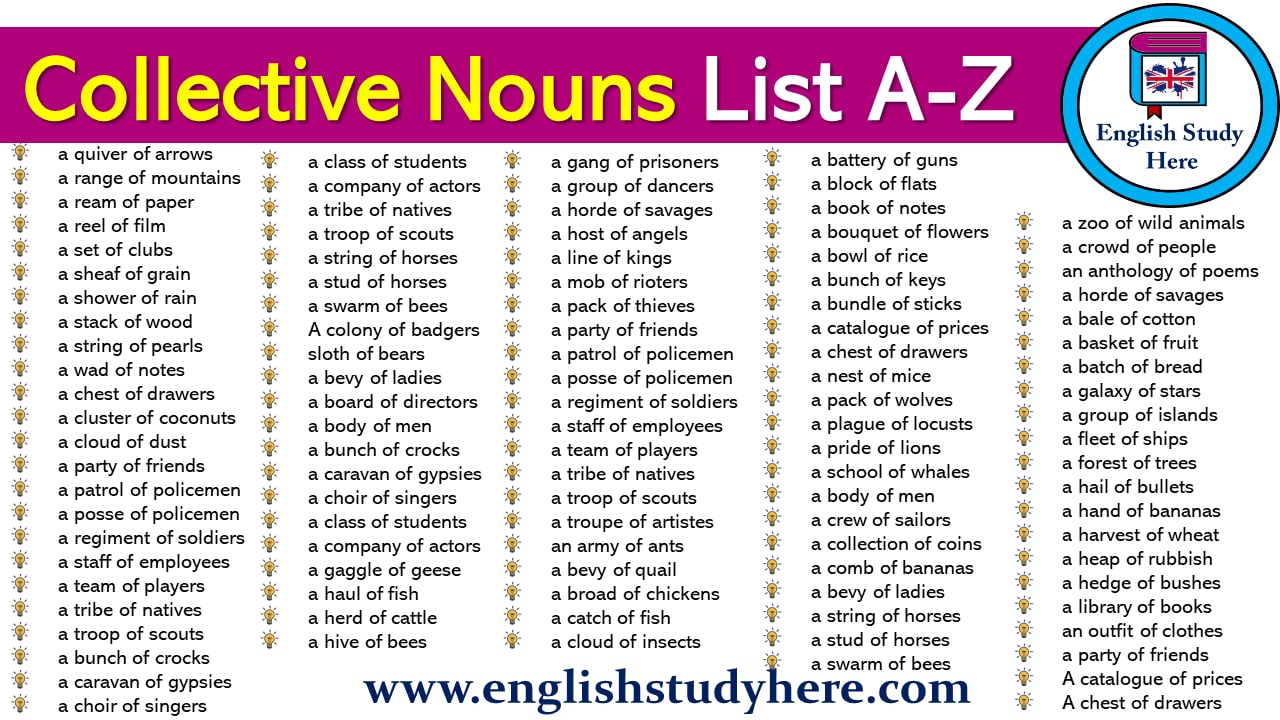 Collective Nouns List A-Z
English Study
Here
a quiver of arrows
a range of mountains
a ream of paper
a reel of film
a set of clubs
a sheaf of grain
a shower of rain
a stack of wood
a string of pearls
a wad of notes
a chest of drawers
a cluster of coconuts
a cloud of dust
a party of friends
a patrol of policemen
a posse of policemen
a regiment of soldiers
a staff of employees
a team of players
a tribe of natives
a troop of scouts
a bunch of crocks
a caravan of gypsies
a choir of singers
a class of students
a company of actors
a tribe of natives
a troop of scouts
a string of horses
a stud of horses
a swarm of bees
A colony of badgers
sloth of bears
a bevy of ladies
a board of directors
a body of men
a bunch of crocks
a caravan of gypsies
a choir of singers
a class of students
a company of actors
a gaggle of geese
a haul of fish
a herd of cattle
a hive of bees
a gang of prisoners
a group of dancers
a horde of savages
a host of angels
a line of kings
a mob of rioters
a pack of thieves
a party of friends
a patrol of policemen
a posse of policemen
a regiment of soldiers
a staff of employees
a team of players
a tribe of natives
a troop of scouts
a troupe of artistes
an army of ants
a bevy of quail
a broad of chickens
a catch of fish
a cloud of insects
a battery of guns
a block of flats
a book of notes
a bouquet of flowers
a bowl of rice
a bunch of keys
a bundle of sticks
a catalogue of prices
a chest of drawers
a nest of mice
a pack of wolves
a plague of locusts
a pride of lions
a school of whales
a body of men
a crew of sailors
a collection of coins
a comb of bananas
a bevy of ladies
a string of horses
a stud of horses
a swarm of bees
a zoo of wild animals
a crowd of people
an anthology of poems
a horde of savages
a bale of cotton
a basket of fruit
a batch of bread
a galaxy of stars
a group of islands
a fleet of ships
a forest of trees
a hail of bullets
a hand of bananas
a harvest of wheat
a heap of rubbish
a hedge of bushes
a library of books
an outfit of clothes
a party of friends
A catalogue of prices
A chest of drawers
www.englishstudyhere.com